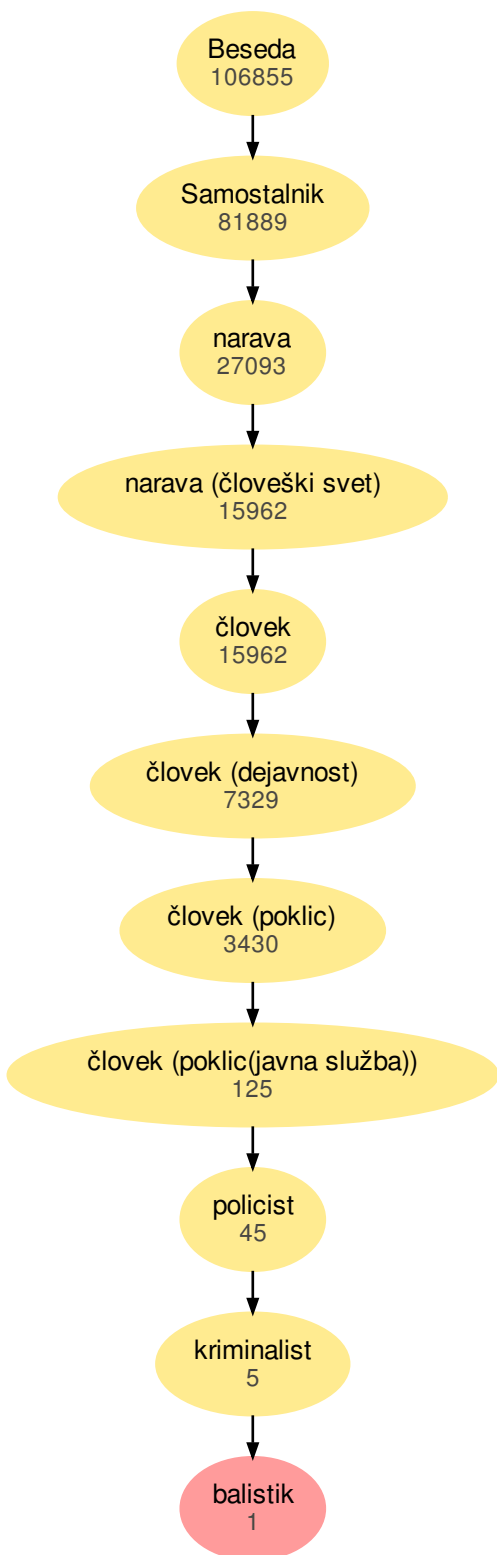 Beseda
106855
Samostalnik
81889
narava
27093
narava (človeški svet)
15962
človek
15962
človek (dejavnost)
7329
človek (poklic)
3430
človek (poklic(javna služba))
125
policist
45
kriminalist
5
balistik
1